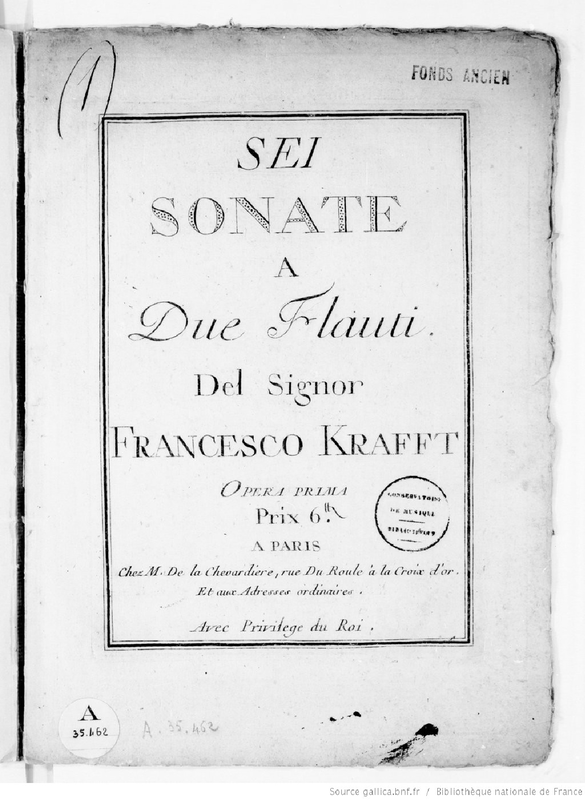 (1)
FONDS ANCIEN
SEI
SONATE
A
Due Flauti.
Del Signor
FRANCESCO KRAFFT
OPERA PRIMA
Prix 6.ᵗᵗ
A PARIS
Chez M. De la Chevardière, rue Du Roule à la Croix d'or.
Et aux Adresses ordinaires.
Avec Privilege du Roi.
CONSERVATOIRE
DE MUSIQUE
BIBLIOTHÈQUE
A
35.462
A. 35.462
Source gallica.bnf.fr / Bibliothèque nationale de France